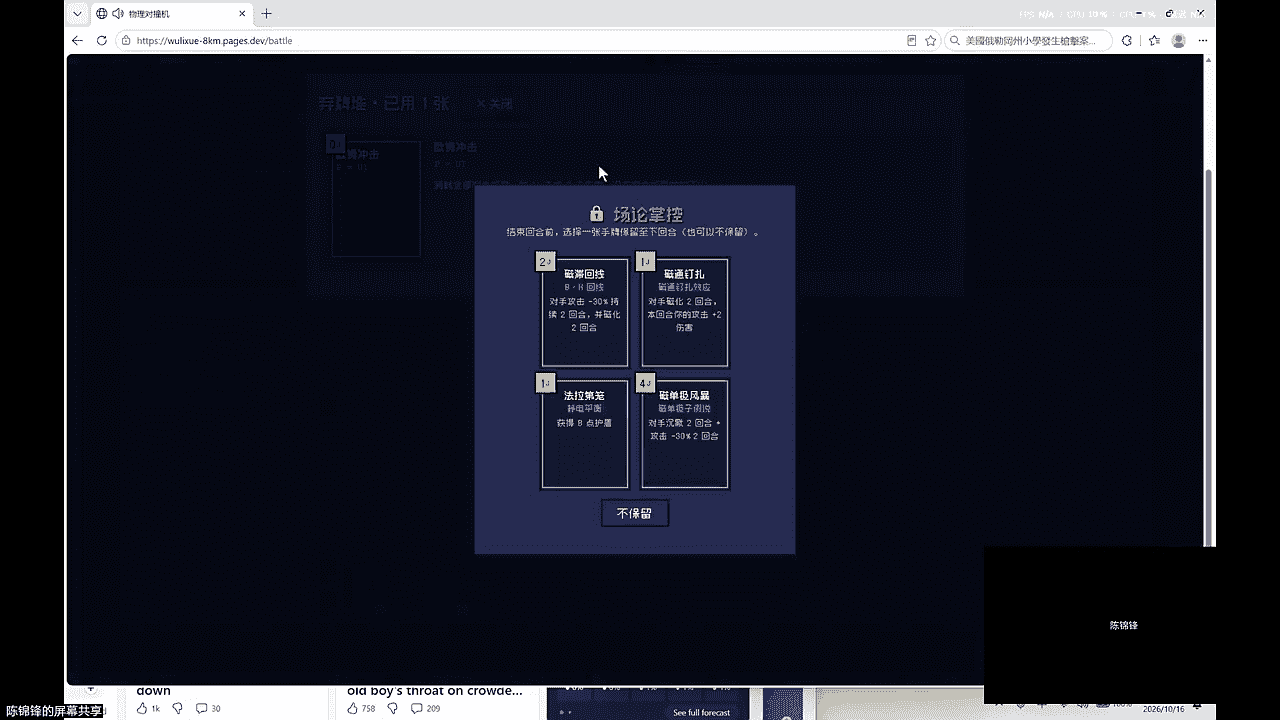 物理对撞机
https://wulixue-8km.pages.dev/battle
美國俄勒岡州小學發生槍擊案...
弃牌堆·已用 1 张
× 关闭
场论掌控
结束回合前，选择一张手牌保留至下回合（也可以不保留）。
2J
磁滞回线
B-H 回线
对手攻击 -30% 持
续 2 回合，并磁化
2 回合
1J
磁通钉扎
磁通钉扎效应
对手磁化 2 回合，
本回合你的攻击 +2
伤害
1J
法拉第笼
静电平衡
获得 8 点护盾
4J
磁单极风暴
磁单极子假说
对手沉默 2 回合 +
攻击 -30% 2 回合
不保留
陈锦锋
down
1k
30
old boy's throat on crowde...
758
209
See full forecast
2026/10/16
陈锦锋的屏幕共享